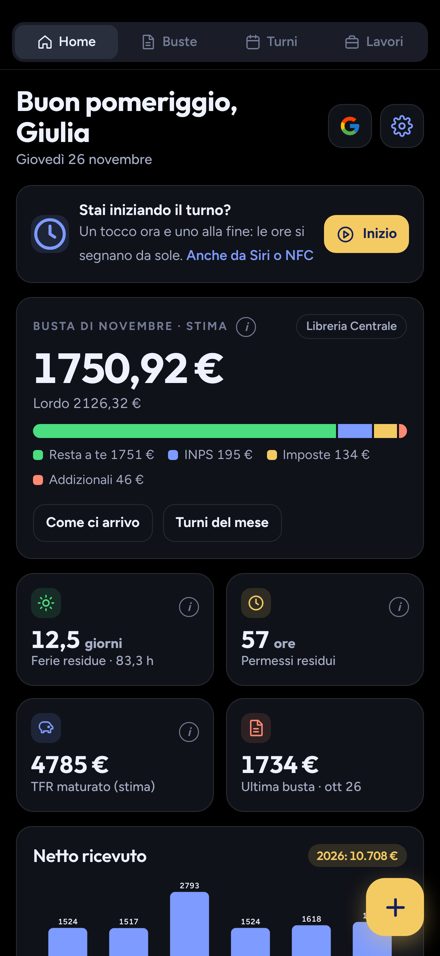 Home
Buste
Turni
Lavori
Buon pomeriggio,
Giulia
Giovedì 26 novembre
Stai iniziando il turno?
Un tocco ora e uno alla fine: le ore si
segnano da sole. Anche da Siri o NFC
Inizio
BUSTA DI NOVEMBRE · STIMA
i
Libreria Centrale
1750,92 €
Lordo 2126,32 €
Resta a te 1751 €
INPS 195 €
Imposte 134 €
Addizionali 46 €
Come ci arrivo
Turni del mese
i
12,5 giorni
Ferie residue · 83,3 h
i
57 ore
Permessi residui
i
4785 €
TFR maturato (stima)
1734 €
Ultima busta · ott 26
Netto ricevuto
2026: 10.708 €
1524
1517
2793
1524
1618